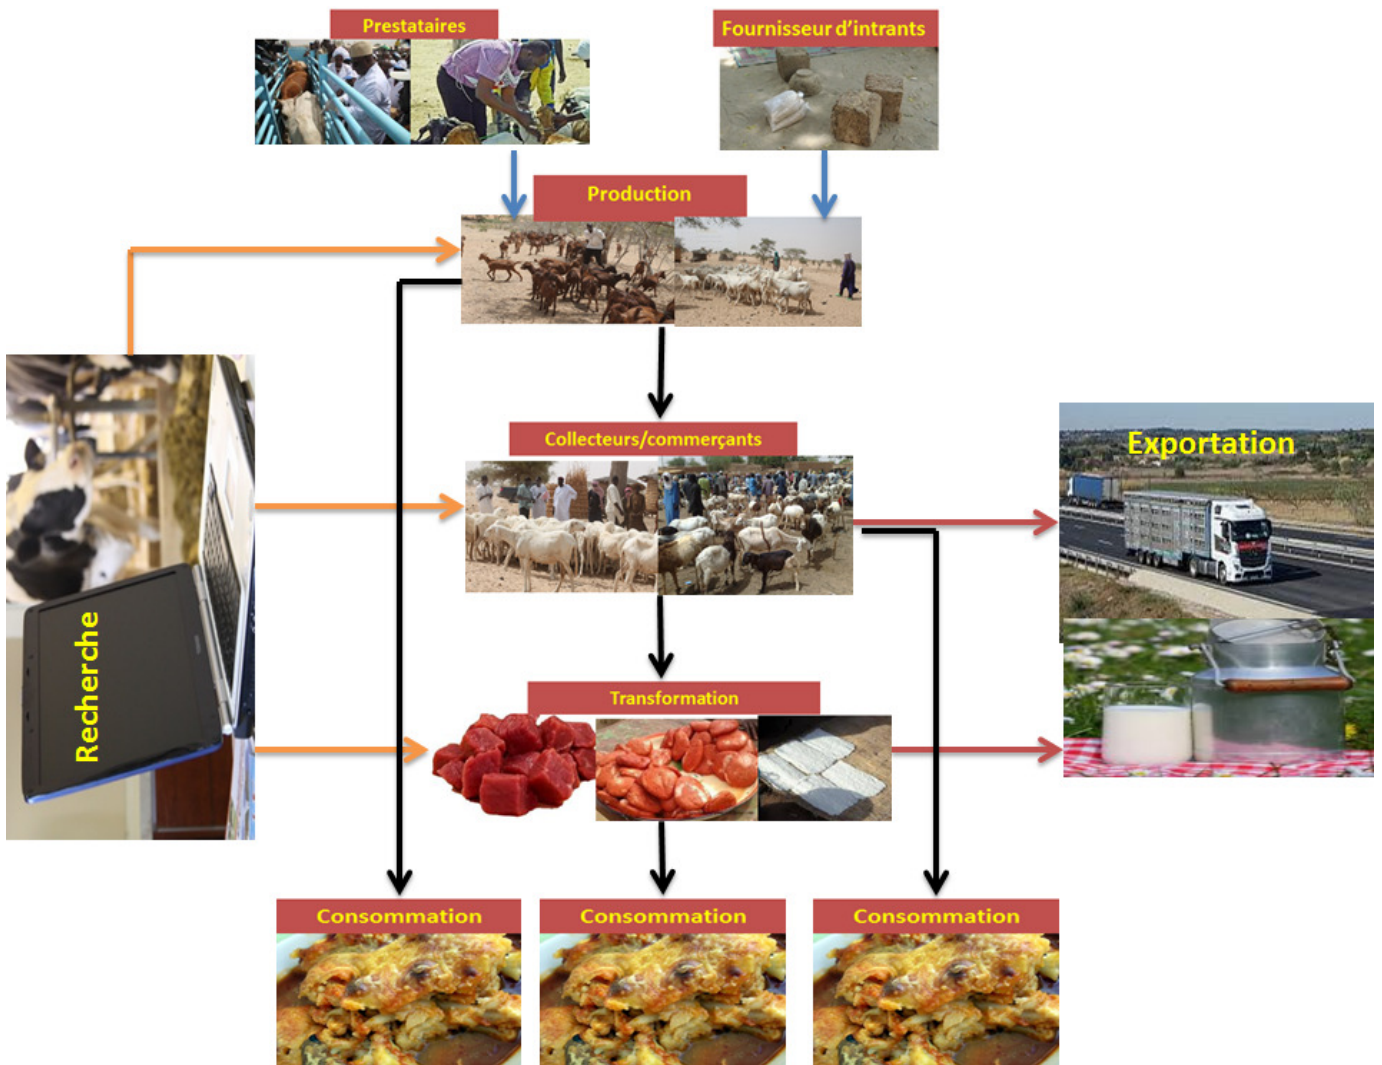 Prestataires
Fournisseur d'intrants
Production
Collecteurs/commerçants
Exportation
Recherche
Transformation
Consommation
Consommation
Consommation